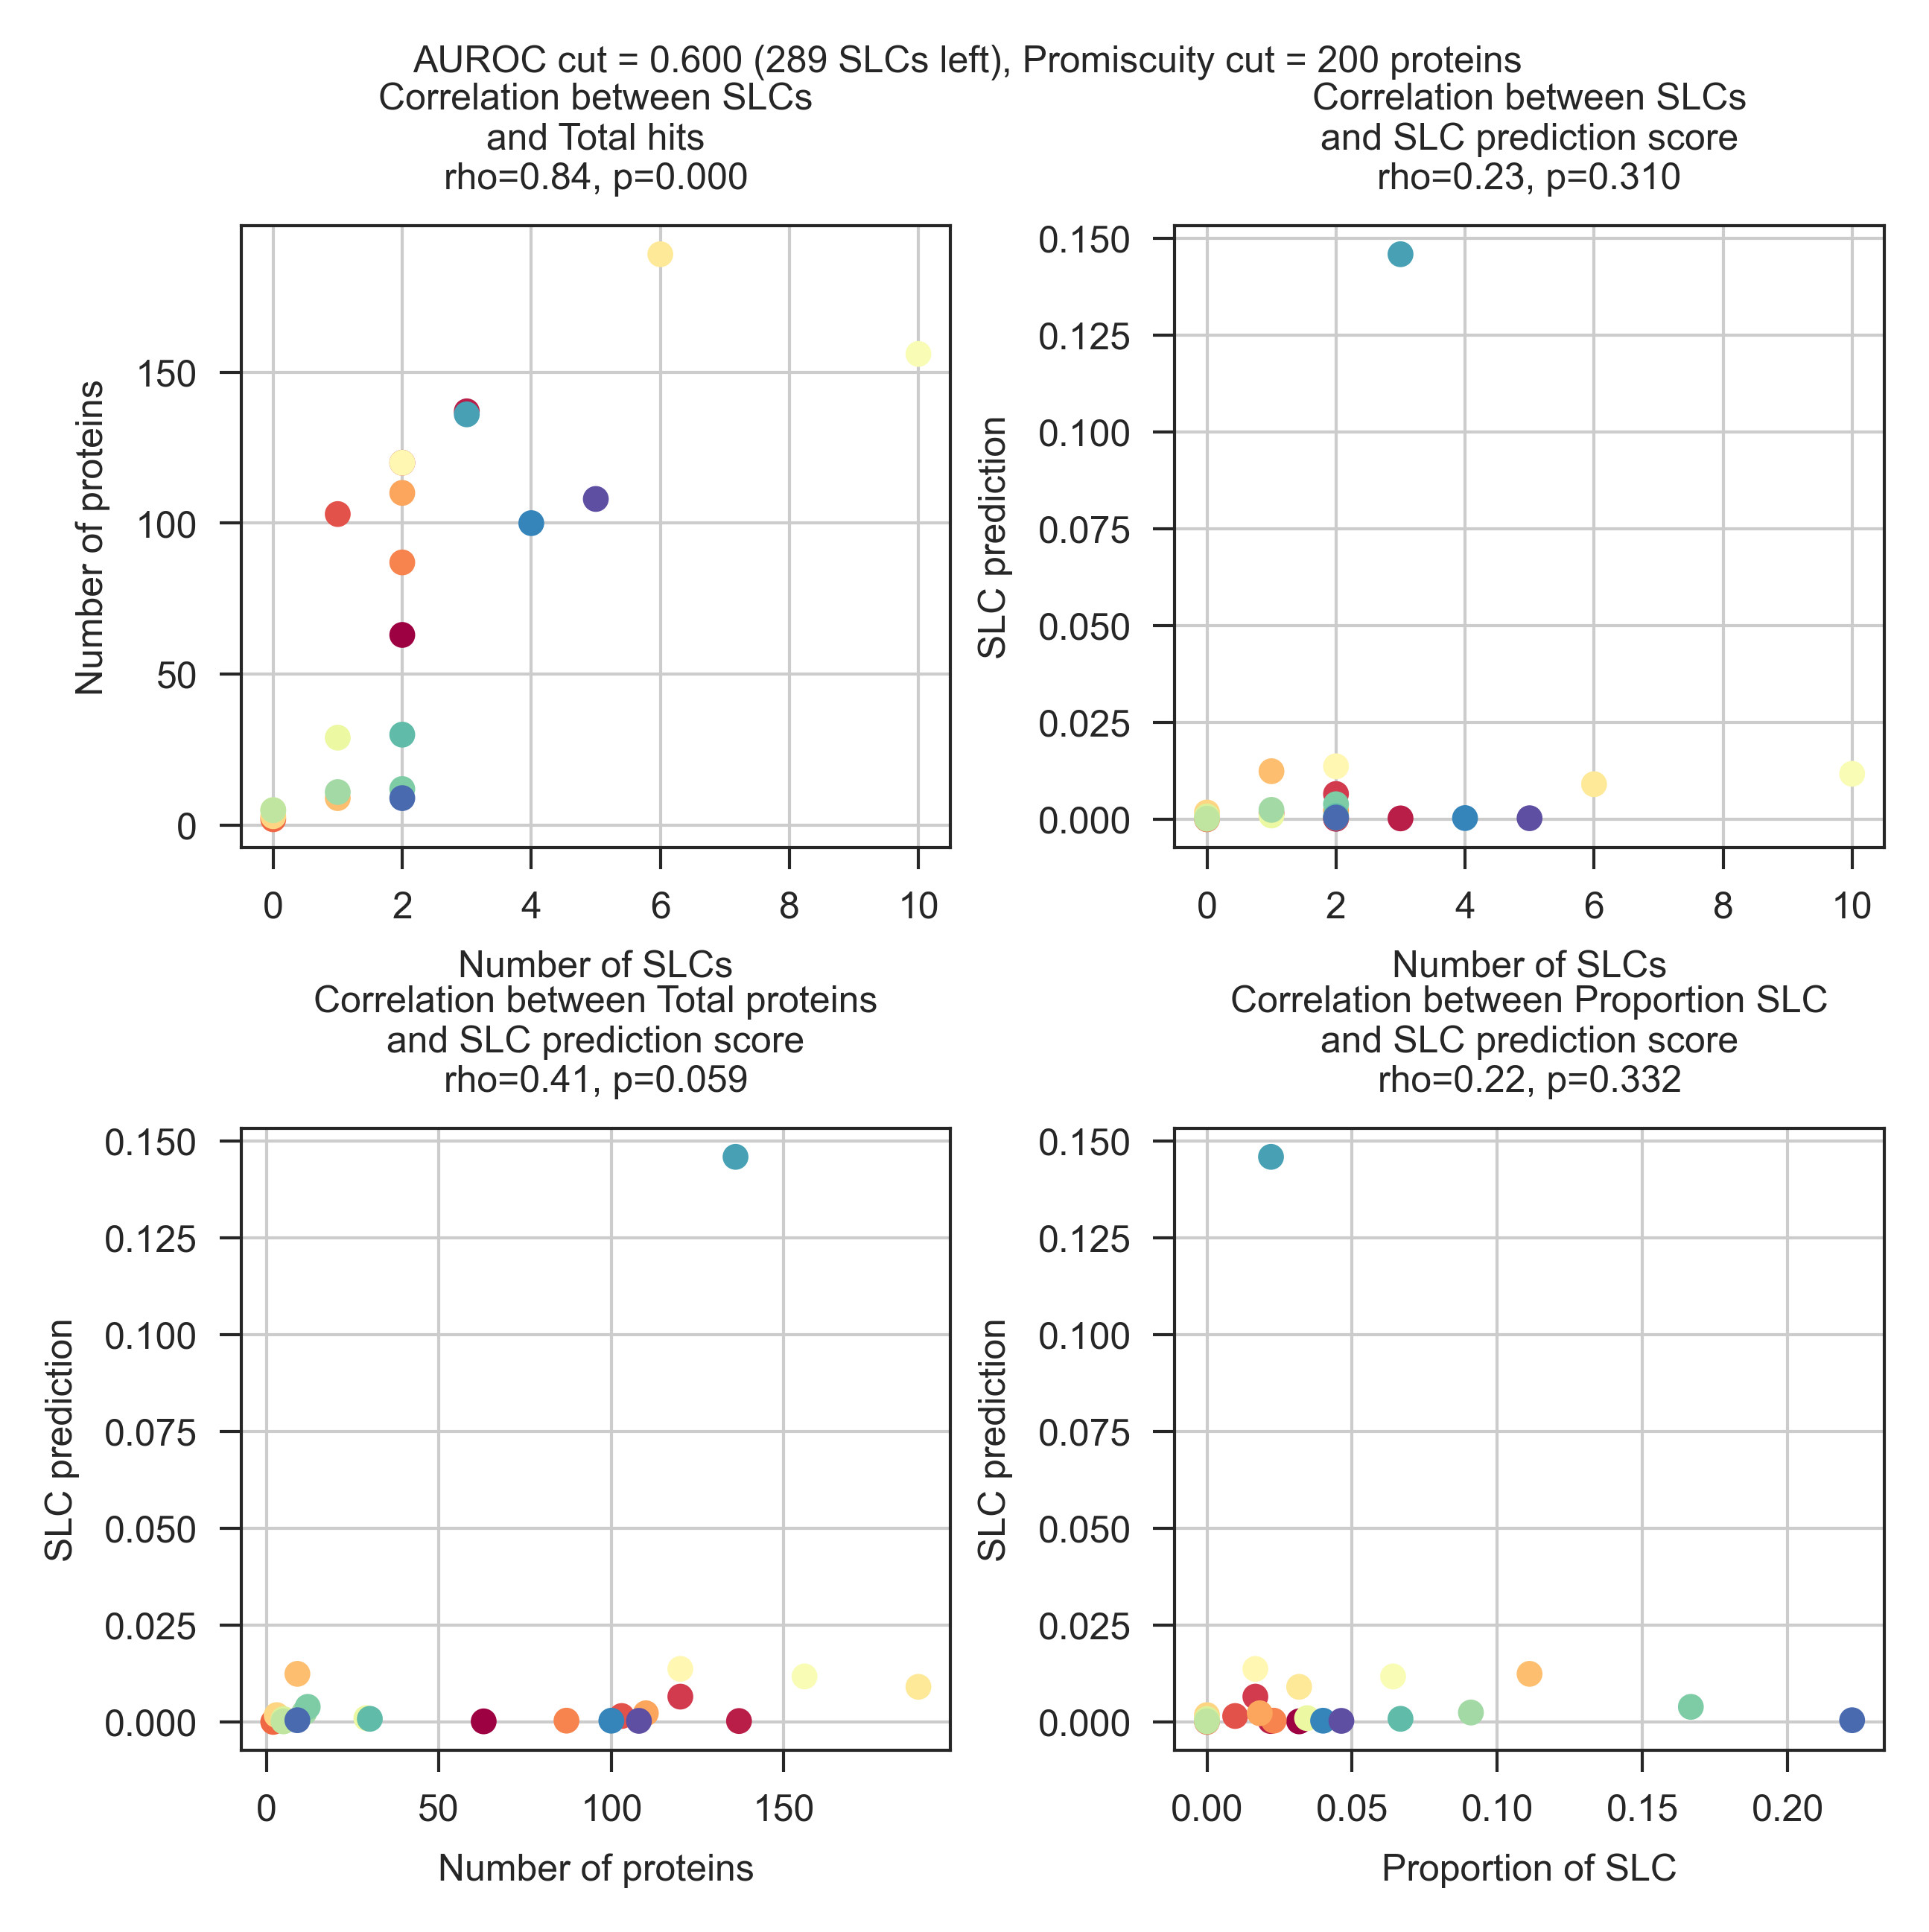 AUROC cut = 0.600 (289 SLCs left), Promiscuity cut = 200 proteins
Correlation between SLCs
and Total hits
rho=0.84, p=0.000
Number of proteins
150
100
50
0
0 2 4 6 8 10
Number of SLCs
Correlation between SLCs
and SLC prediction score
rho=0.23, p=0.310
SLC prediction
0.150
0.125
0.100
0.075
0.050
0.025
0.000
0 2 4 6 8 10
Number of SLCs
Correlation between Total proteins
and SLC prediction score
rho=0.41, p=0.059
SLC prediction
0.150
0.125
0.100
0.075
0.050
0.025
0.000
0 50 100 150
Number of proteins
Correlation between Proportion SLC
and SLC prediction score
rho=0.22, p=0.332
SLC prediction
0.150
0.125
0.100
0.075
0.050
0.025
0.000
0.00 0.05 0.10 0.15 0.20
Proportion of SLC